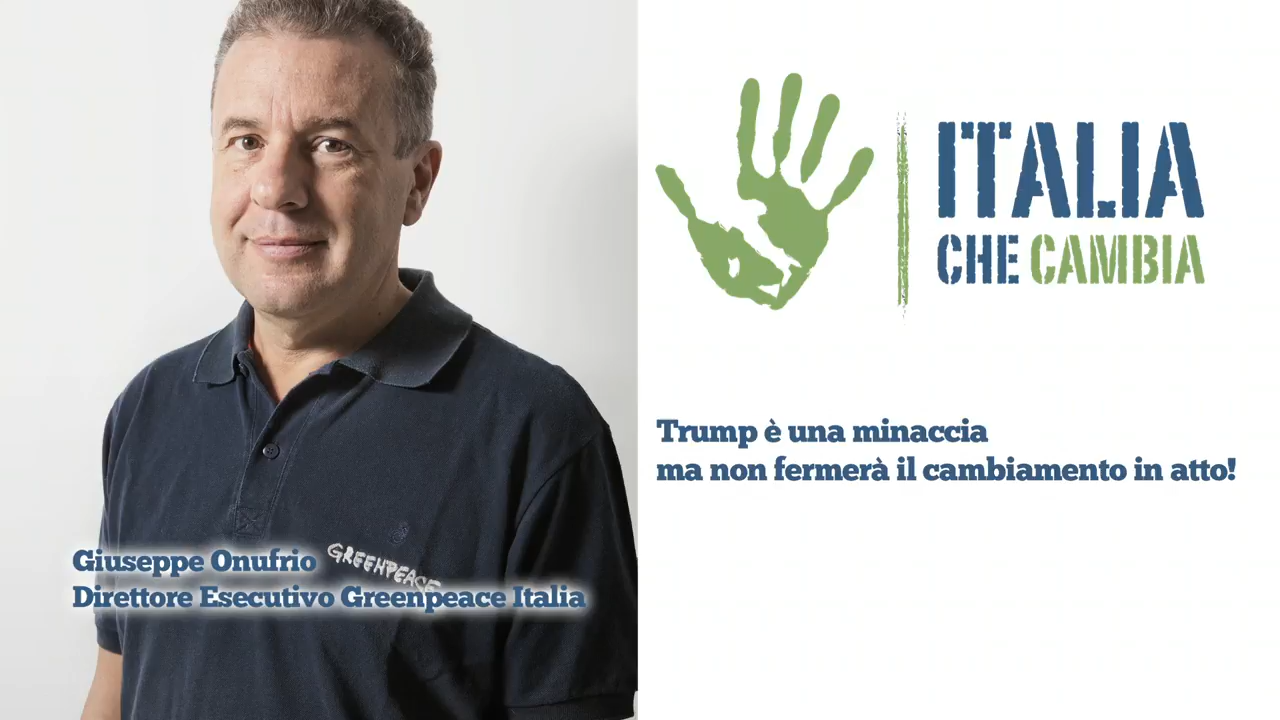 ITALIA
CHE CAMBIA
Trump è una minaccia
ma non fermerà il cambiamento in atto!
GREENPEACE
Giuseppe Onufrio
Direttore Esecutivo Greenpeace Italia